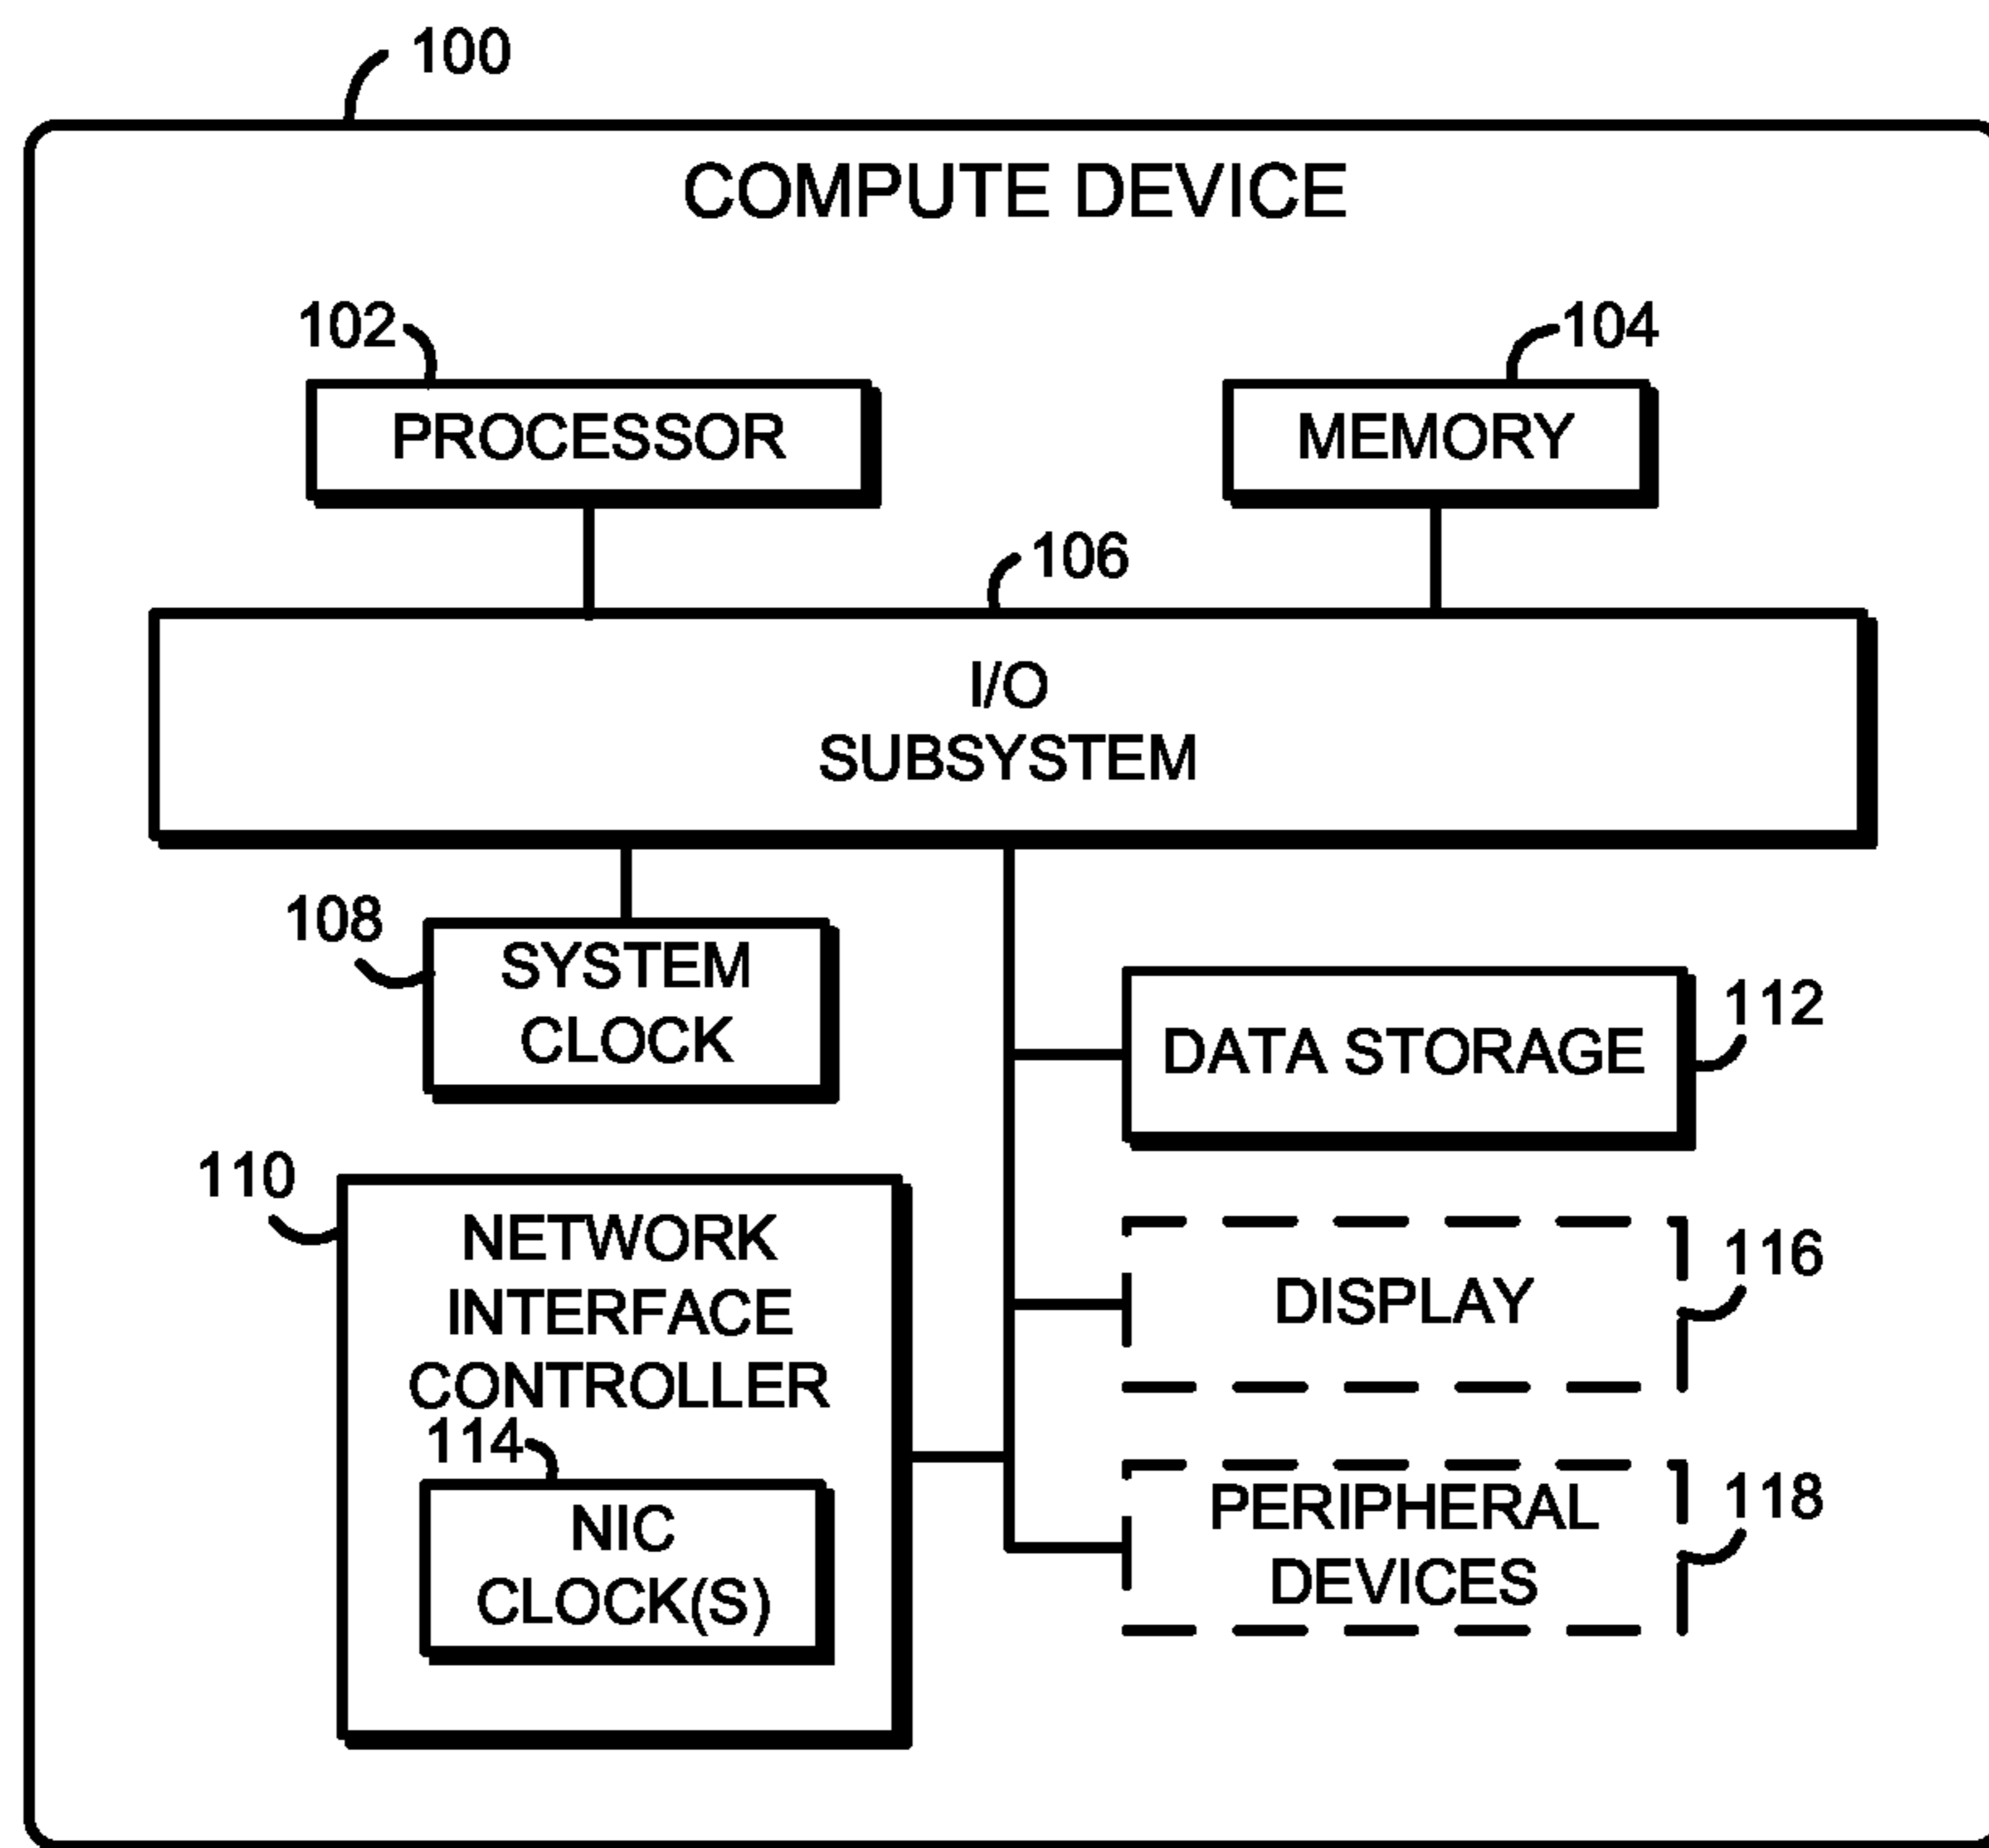 100
COMPUTE DEVICE
102
104
PROCESSOR
MEMORY
106
I/O
SUBSYSTEM
108
SYSTEM
CLOCK
112
DATA STORAGE
110
NETWORK
INTERFACE
CONTROLLER
114
NIC
CLOCK(S)
116
DISPLAY
118
PERIPHERAL
DEVICES